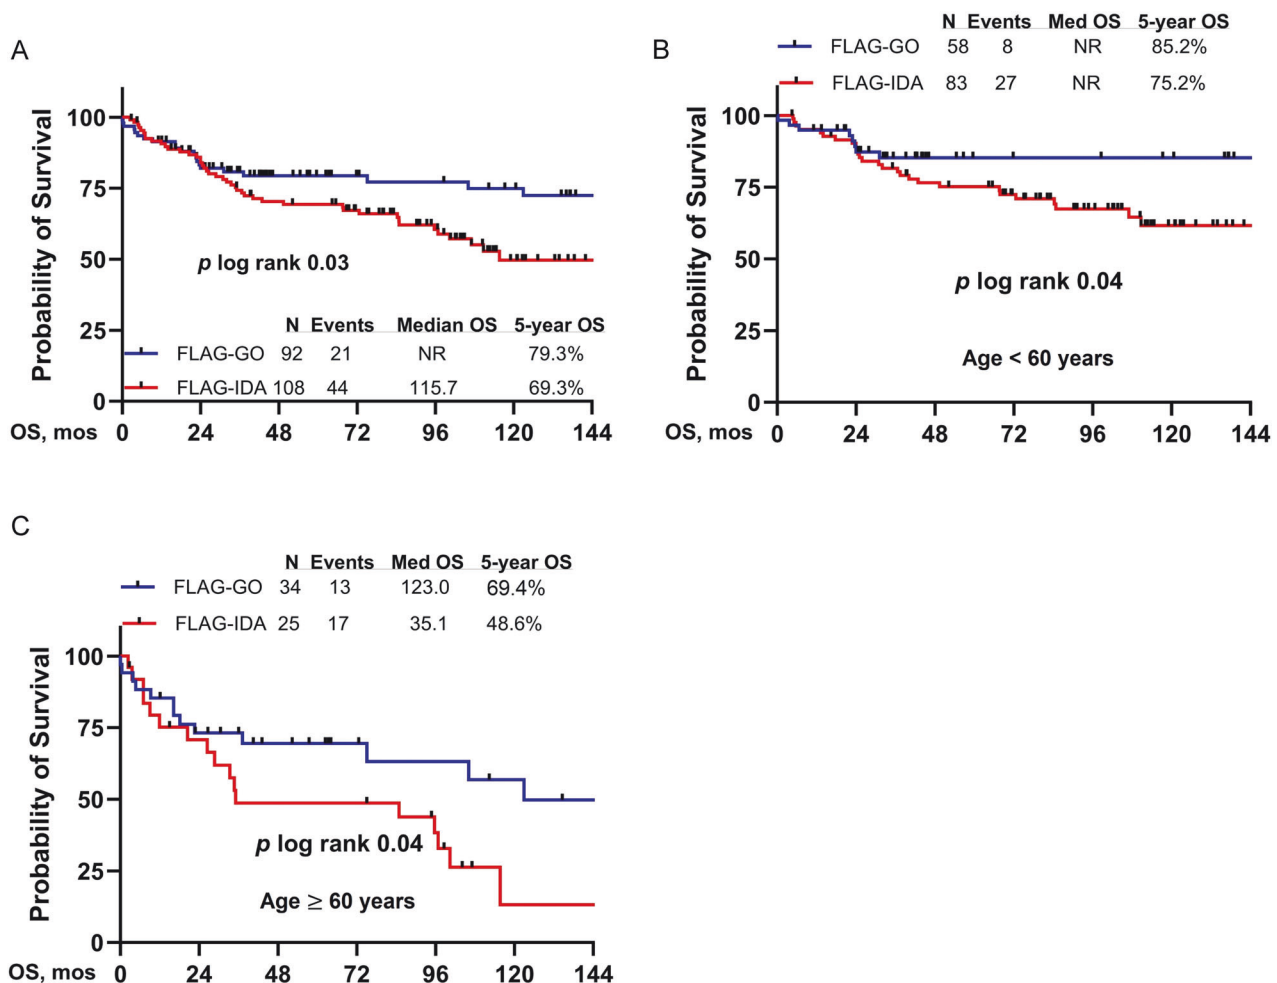 A
N Events Median OS 5-year OS
FLAG-GO 92 21 NR 79.3%
FLAG-IDA 108 44 115.7 69.3%
p log rank 0.03
Probability of Survival
100
75
50
25
0
OS, mos 0 24 48 72 96 120 144
B
N Events Med OS 5-year OS
FLAG-GO 58 8 NR 85.2%
FLAG-IDA 83 27 NR 75.2%
Probability of Survival
100
75
50
25
0
p log rank 0.04
Age < 60 years
OS, mos 0 24 48 72 96 120 144
C
N Events Med OS 5-year OS
FLAG-GO 34 13 123.0 69.4%
FLAG-IDA 25 17 35.1 48.6%
Probability of Survival
100
75
50
25
0
p log rank 0.04
Age ≥ 60 years
OS, mos 0 24 48 72 96 120 144